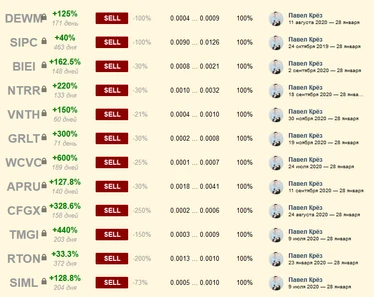 DEWM +125% SELL -100% 0.0004 ... 0.0009 100% Павел Крёз
171 день 11 августа 2020 — 28 января
SIPC +40% SELL -100% 0.0090 ... 0.0126 100% Павел Крёз
463 дня 24 октября 2019 — 28 января
BIEI +162.5% SELL -30% 0.0008 ... 0.0021 100% Павел Крёз
148 дней 2 сентября 2020 — 28 января
NTRR +220% SELL -30% 0.0010 ... 0.0032 100% Павел Крёз
133 дня 18 сентября 2020 — 28 янва...
VNTH +150% SELL -21% 0.0004 ... 0.0010 100% Павел Крёз
60 дней 30 ноября 2020 — 28 января
GRLT +300% SELL -30% 0.0002 ... 0.0008 100% Павел Крёз
71 день 19 ноября 2020 — 28 января
WCVC +600% SELL -25% 0.0001 ... 0.0007 100% Павел Крёз
189 дней 24 июля 2020 — 28 января
APRU +127.8% SELL -30% 0.0018 ... 0.0041 100% Павел Крёз
140 дней 11 сентября 2020 — 28 января
CFGX +328.6% SELL -250% 0.0002 ... 0.0006 100% Павел Крёз
158 дней 24 августа 2020 — 28 января
TMGI +440% SELL -150% 0.0003 ... 0.0009 100% Павел Крёз
203 дня 9 июля 2020 — 28 января
RTON +33.3% SELL -200% 0.0013 ... 0.0010 100% Павел Крёз
372 дня 23 января 2020 — 28 января
SIML +128.8% SELL -73% 0.0006 ... 0.0005 100% Павел Крёз
204 дня 9 июля 2020 — 28 января